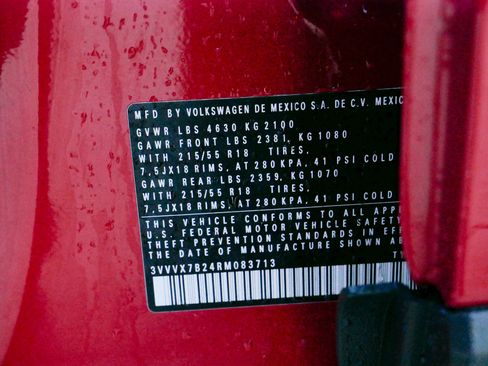 MFD BY VOLKSWAGEN DE MEXICO S.A. DE C.V. MEXIC
GVWR LBS 4630 KG 2100
GAWR FRONT LBS 2381, KG 1080
WITH 215/55 R18 TIRES,
7,5JX18 RIMS, AT 280 KPA, 41 PSI COLD
GAWR REAR LBS 2359, KG 1070
WITH 215/55 R18 TIRES,
7,5JX18 RIMS, AT 280 KPA, 41 PSI COLD
THIS VEHICLE CONFORMS TO ALL APPL
U.S. FEDERAL MOTOR VEHICLE SAFETY
THEFT PREVENTION STANDARDS IN EFF
THE DATE OF MANUFACTURE SHOWN AB
3VVVX7B24RM083713